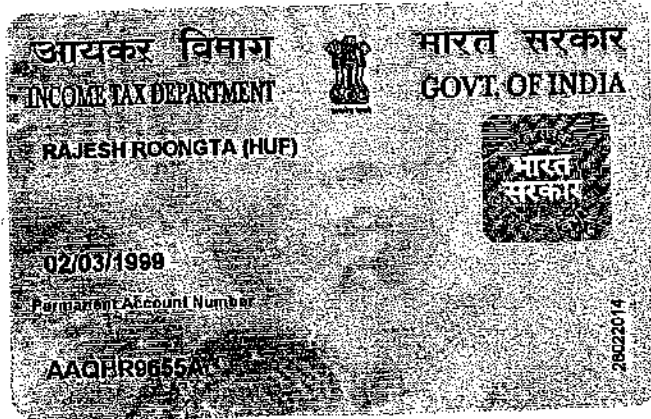 आयकर विभाग
INCOME TAX DEPARTMENT
भारत सरकार
GOVT. OF INDIA
RAJESH ROONGTA (HUF)
भारत
सरकार
02/03/1999
Permanent Account Number
AAQHR9655A
26022014